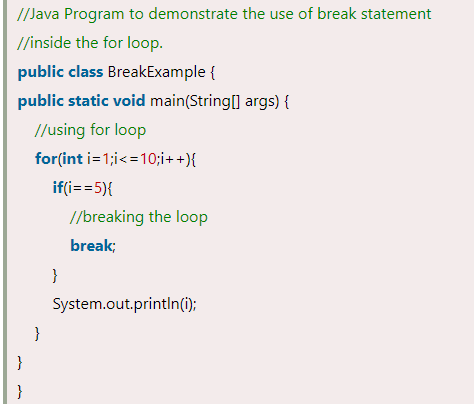 //Java Program to demonstrate the use of break statement
//inside the for loop.
public class BreakExample {
public static void main(String[] args) {
//using for loop
for(int i=1;i<=10;i++){
if(i==5){
//breaking the loop
break;
}
System.out.println(i);
}
}
}